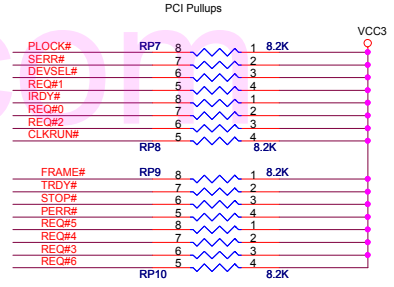 PCI Pullups
VCC3
PLOCK# RP7 8 1 8.2K
SERR# 7 2
DEVSEL# 6 3
REQ#1 5 4
IRDY# 8 1
REQ#0 7 2
REQ#2 6 3
CLKRUN# 5 4
RP8 8.2K
FRAME# RP9 8 1 8.2K
TRDY# 7 2
STOP# 6 3
PERR# 5 4
REQ#5 8 1
REQ#4 7 2
REQ#3 6 3
REQ#6 5 4
RP10 8.2K
com